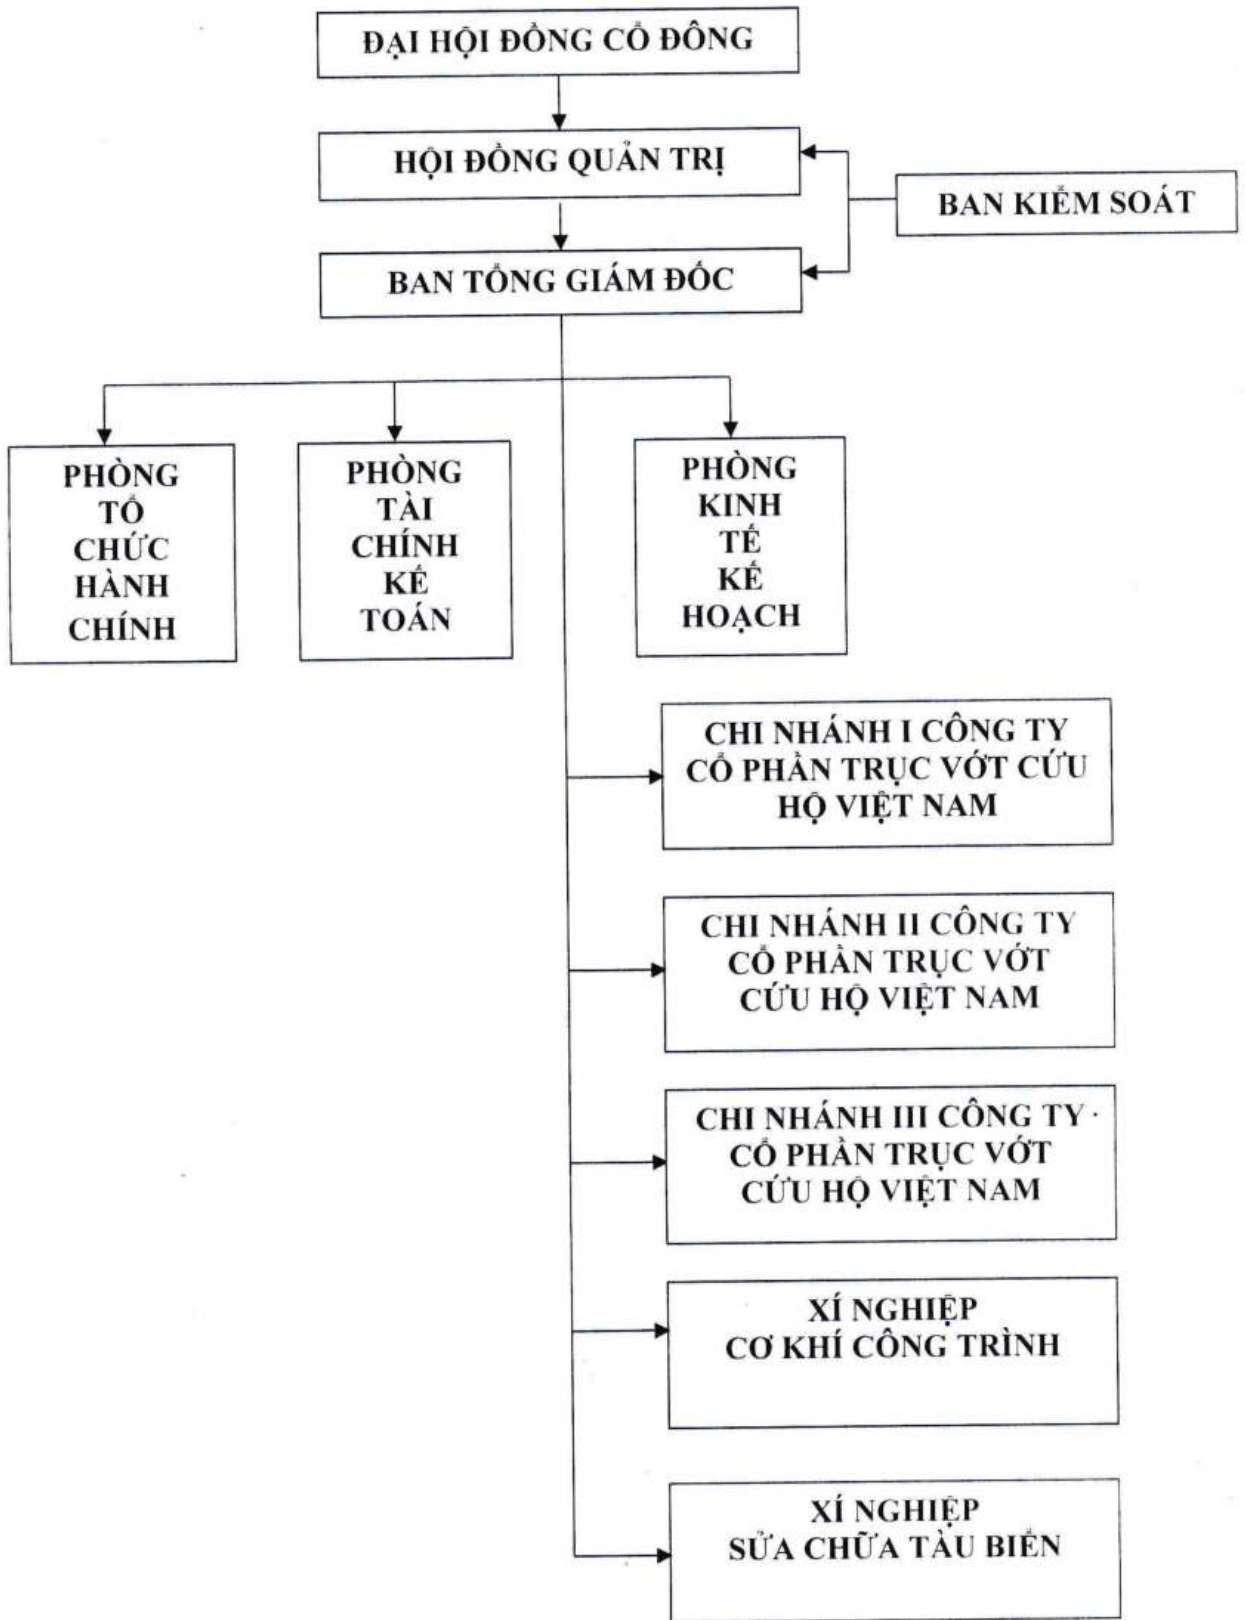 ĐẠI HỘI ĐỒNG CỔ ĐÔNG
HỘI ĐỒNG QUẢN TRỊ
BAN KIỂM SOÁT
BAN TỔNG GIÁM ĐỐC
PHÒNG
TỔ
CHỨC
HÀNH
CHÍNH
PHÒNG
TÀI
CHÍNH
KẾ
TOÁN
PHÒNG
KINH
TẾ
KẾ
HOẠCH
CHI NHÁNH I CÔNG TY
CỔ PHẦN TRỤC VỚT CỨU
HỘ VIỆT NAM
CHI NHÁNH II CÔNG TY
CỔ PHẦN TRỤC VỚT
CỨU HỘ VIỆT NAM
CHI NHÁNH III CÔNG TY
CỔ PHẦN TRỤC VỚT
CỨU HỘ VIỆT NAM
XÍ NGHIỆP
CƠ KHÍ CÔNG TRÌNH
XÍ NGHIỆP
SỬA CHỮA TÀU BIỂN